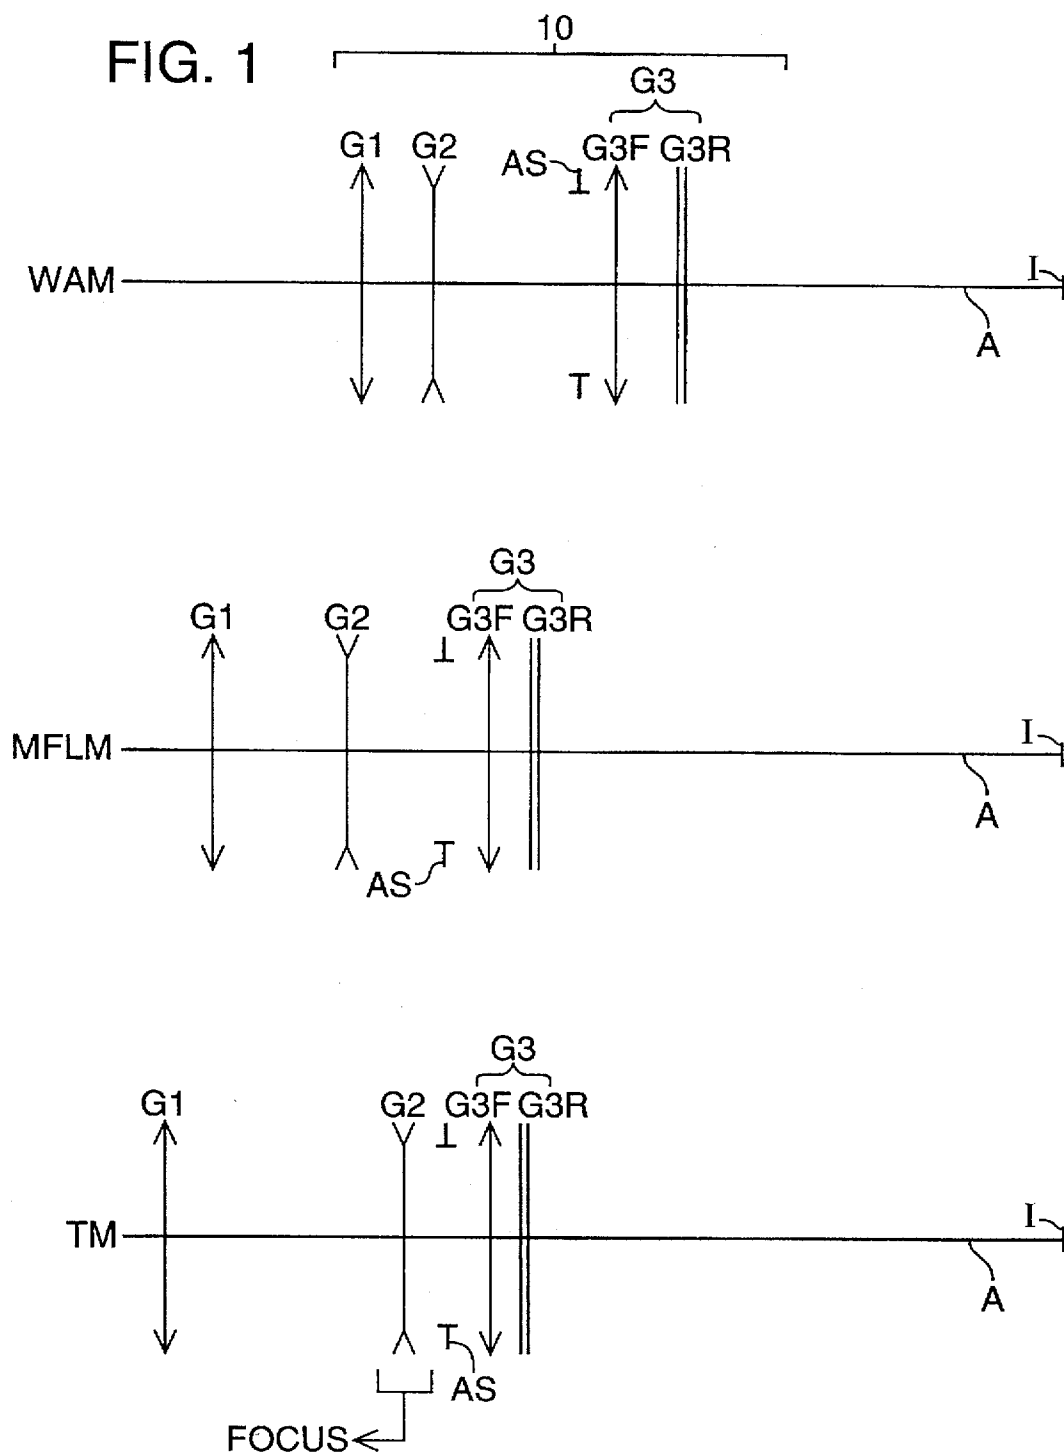 FIG. 1
10
G3
G1 G2 AS G3F G3R
WAM
I
A
G3
G1 G2 G3F G3R
MFLM
I
A
AS
G3
G1 G2 G3F G3R
TM
I
A
AS
FOCUS